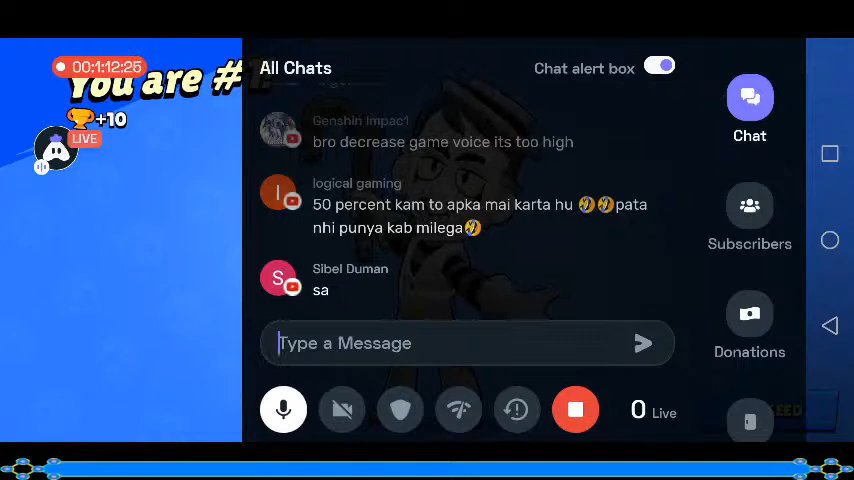 00:1:12:25
You are #1
+10
LIVE
All Chats
Chat alert box
Genshin Impac1
bro decrease game voice its too high
logical gaming
50 percent kam to apka mai karta hu 🤣🤣pata
nhi punya kab milega🤣
Sibel Duman
sa
Type a Message
0 Live
Chat
Subscribers
Donations